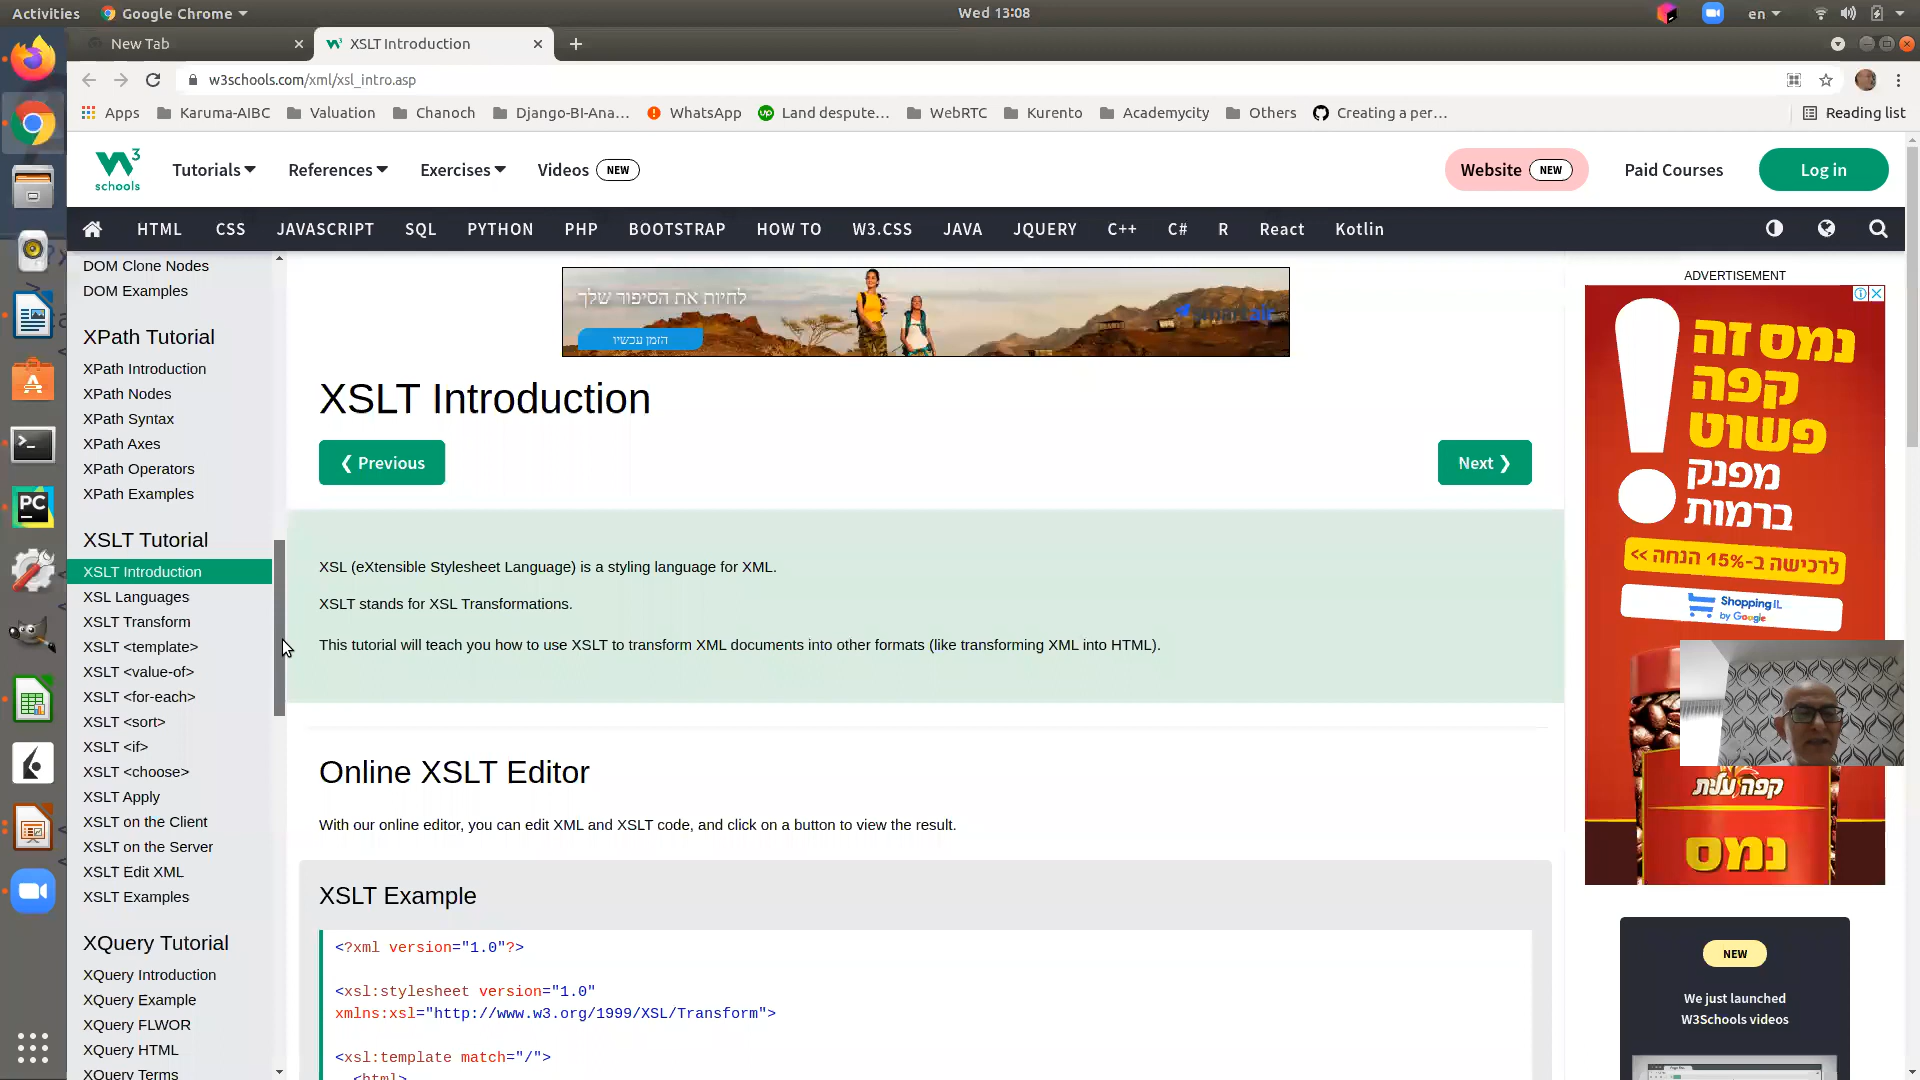 Activities
Google Chrome
Wed 13:08
en
New Tab
XSLT Introduction
w3schools.com/xml/xsl_intro.asp
Apps
Karuma-AIBC
Valuation
Chanoch
Django-BI-Ana...
WhatsApp
Land despute...
WebRTC
Kurento
Academycity
Others
Creating a per...
Reading list
W3 schools
Tutorials
References
Exercises
Videos NEW
Website NEW
Paid Courses
Log in
HTML
CSS
JAVASCRIPT
SQL
PYTHON
PHP
BOOTSTRAP
HOW TO
W3.CSS
JAVA
JQUERY
C++
C#
R
React
Kotlin
DOM Clone Nodes
DOM Examples
XPath Tutorial
XPath Introduction
XPath Nodes
XPath Syntax
XPath Axes
XPath Operators
XPath Examples
XSLT Tutorial
XSLT Introduction
XSL Languages
XSLT Transform
XSLT <template>
XSLT <value-of>
XSLT <for-each>
XSLT <sort>
XSLT <if>
XSLT <choose>
XSLT Apply
XSLT on the Client
XSLT on the Server
XSLT Edit XML
XSLT Examples
XQuery Tutorial
XQuery Introduction
XQuery Example
XQuery FLWOR
XQuery HTML
XQuery Terms
לחיות את הסיפור שלך
הזמן עכשיו
smartair
XSLT Introduction
❮ Previous
Next ❯
XSL (eXtensible Stylesheet Language) is a styling language for XML.
XSLT stands for XSL Transformations.
This tutorial will teach you how to use XSLT to transform XML documents into other formats (like transforming XML into HTML).
Online XSLT Editor
With our online editor, you can edit XML and XSLT code, and click on a button to view the result.
XSLT Example
<?xml version="1.0"?>
<xsl:stylesheet version="1.0"
xmlns:xsl="http://www.w3.org/1999/XSL/Transform">
<xsl:template match="/">
<html>
ADVERTISEMENT
נמס זה
קפה
פשוט
מפנק
ברמות
לרכישה ב-15% הנחה >>
ShoppingIL
by Google
קפה עלית
נמס
NEW
We just launched
W3Schools videos